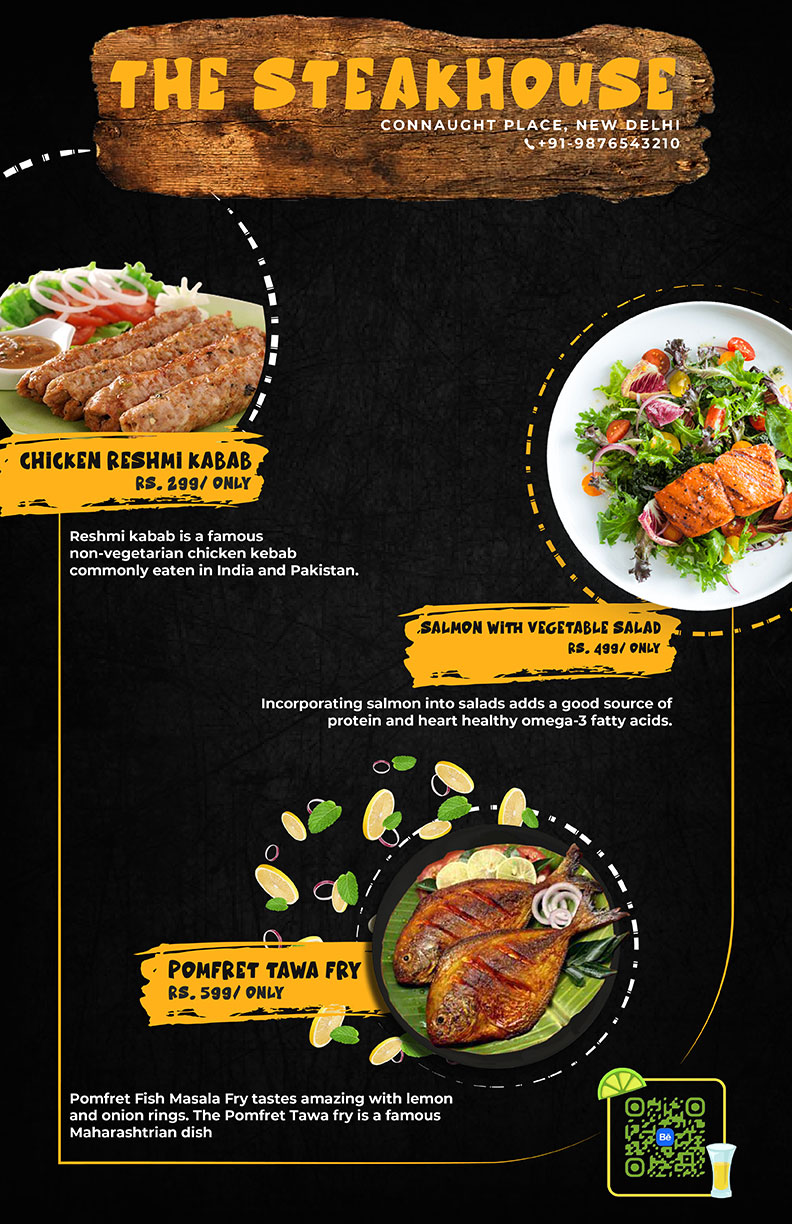 THE STEAKHOUSE
CONNAUGHT PLACE, NEW DELHI
+91-9876543210
CHICKEN RESHMI KABAB
RS. 299/ ONLY
Reshmi kabab is a famous
non-vegetarian chicken kebab
commonly eaten in India and Pakistan.
SALMON WITH VEGETABLE SALAD
RS. 499/ ONLY
Incorporating salmon into salads adds a good source of
protein and heart healthy omega-3 fatty acids.
POMFRET TAWA FRY
RS. 599/ ONLY
Pomfret Fish Masala Fry tastes amazing with lemon
and onion rings. The Pomfret Tawa fry is a famous
Maharashtrian dish
Bē